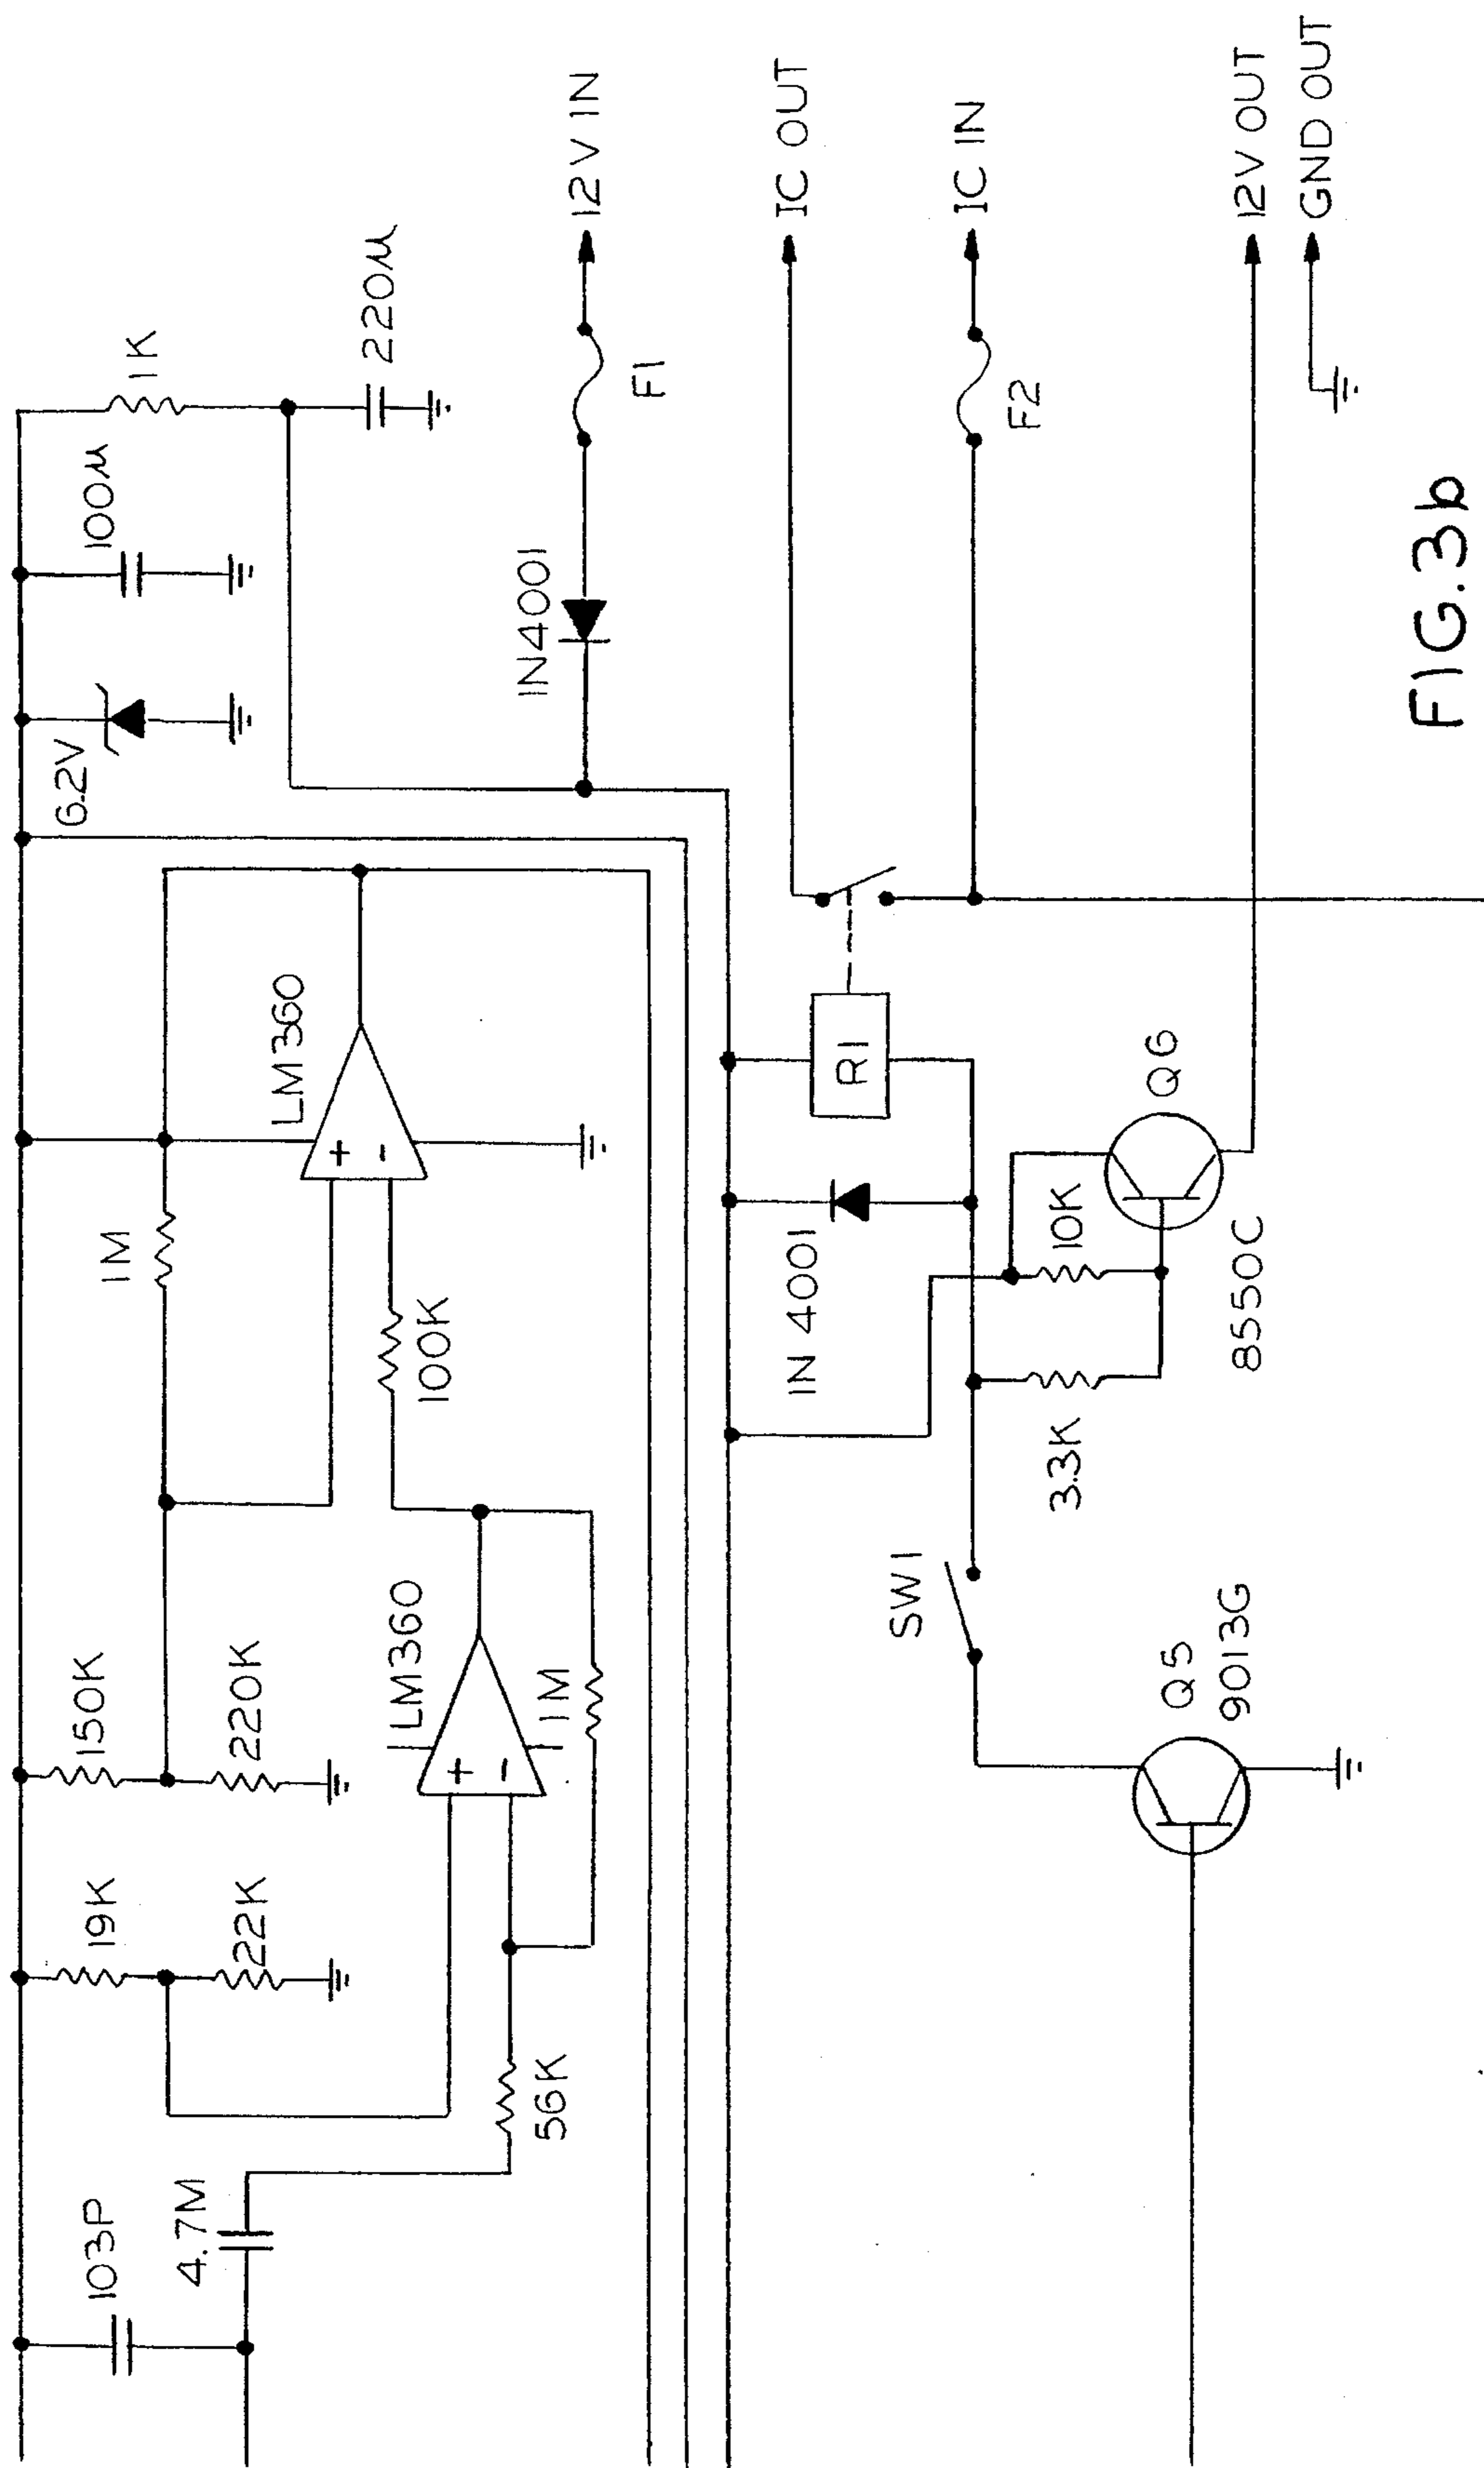 103P
4.7M
19K
22K
56K
150K
220K
LM360
1M
1M
100K
LM360
6.2V
100μ
1K
220μ
1N4001
F1
12V IN
IC OUT
IC IN
F2
R1
1N 4001
SW1
3.3K
10K
Q6
8550C
Q5
9013G
12V OUT
GND OUT
FIG.3b